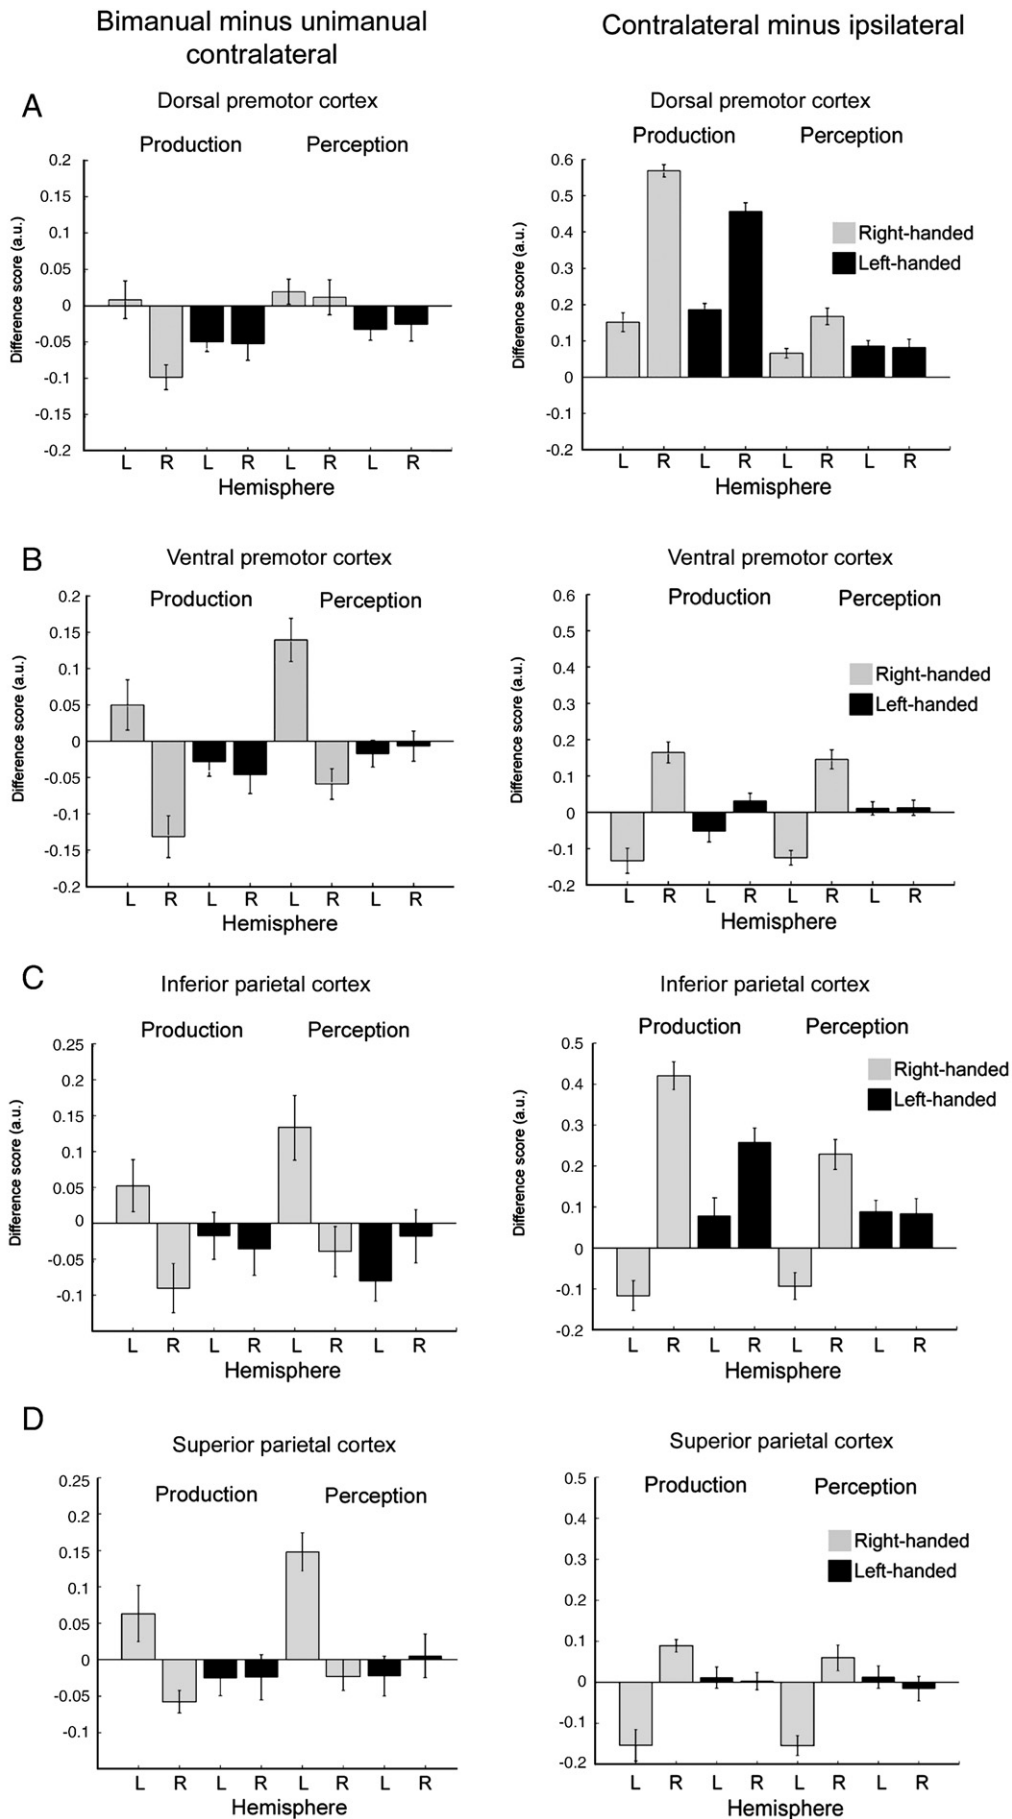 Bimanual minus unimanual
contralateral
Contralateral minus ipsilateral
A
Dorsal premotor cortex
Production Perception
0.2
0.15
0.1
0.05
0
-0.05
-0.1
-0.15
-0.2
Difference score (a.u.)
L R L R L R L R
Hemisphere
Dorsal premotor cortex
Production Perception
0.6
0.5
0.4
0.3
0.2
0.1
0
-0.1
-0.2
Difference score (a.u.)
Right-handed
Left-handed
L R L R L R L R
Hemisphere
B
Ventral premotor cortex
Production Perception
0.2
0.15
0.1
0.05
0
-0.05
-0.1
-0.15
-0.2
Difference score (a.u.)
L R L R L R L R
Hemisphere
Ventral premotor cortex
Production Perception
0.6
0.5
0.4
0.3
0.2
0.1
0
-0.1
-0.2
Difference score (a.u.)
Right-handed
Left-handed
L R L R L R L R
Hemisphere
C
Inferior parietal cortex
Production Perception
0.25
0.2
0.15
0.1
0.05
0
-0.05
-0.1
Difference score (a.u.)
L R L R L R L R
Hemisphere
Inferior parietal cortex
Production Perception
0.5
0.4
0.3
0.2
0.1
0
-0.1
-0.2
Difference score (a.u.)
Right-handed
Left-handed
L R L R L R L R
Hemisphere
D
Superior parietal cortex
Production Perception
0.25
0.2
0.15
0.1
0.05
0
-0.05
-0.1
L R L R L R L R
Hemisphere
Superior parietal cortex
Production Perception
0.5
0.4
0.3
0.2
0.1
0
-0.1
-0.2
Right-handed
Left-handed
L R L R L R L R
Hemisphere